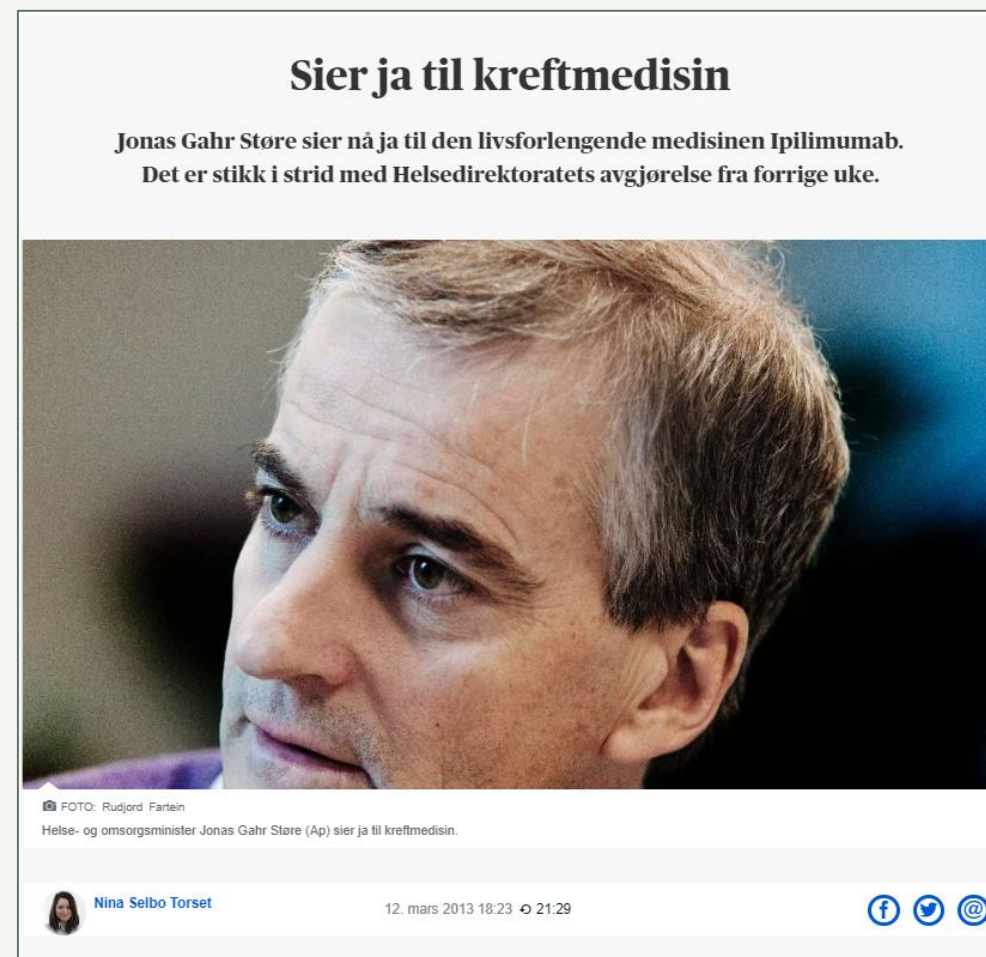 Sier ja til kreftmedisin
Jonas Gahr Støre sier nå ja til den livsforlengende medisinen Ipilimumab.
Det er stikk i strid med Helsedirektoratets avgjørelse fra forrige uke.
FOTO: Rudjord Fartein
Helse- og omsorgsminister Jonas Gahr Støre (Ap) sier ja til kreftmedisin.
Nina Selbo Torset
12. mars 2013 18:23 21:29